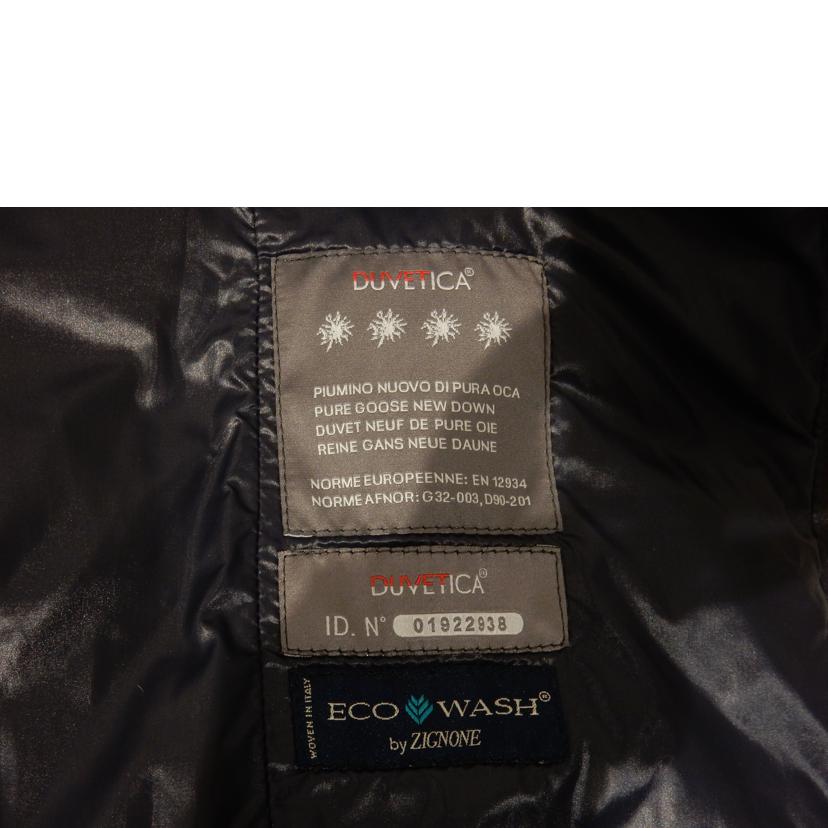 DUVETICA®
PIUMINO NUOVO DI PURA OCA
PURE GOOSE NEW DOWN
DUVET NEUF DE PURE OIE
REINE GANS NEUE DAUNE
NORME EUROPEENNE: EN 12934
NORME AFNOR: G32-003, D90-201
DUVETICA®
ID. N° 01922938
WOVEN IN ITALY
ECO WASH®
by ZIGNONE